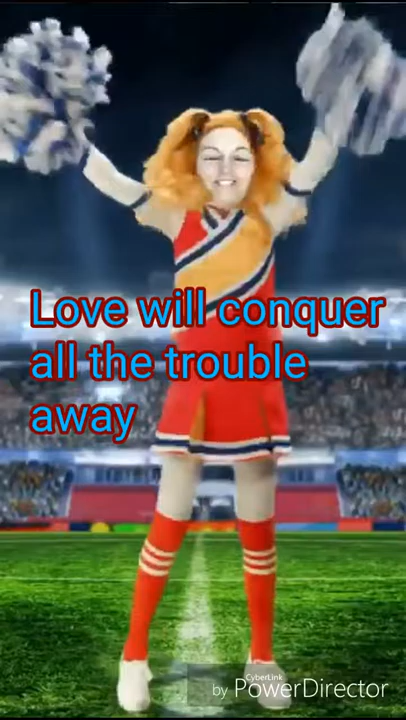 Love will conquer
all the trouble
away
CyberLink
by PowerDirector